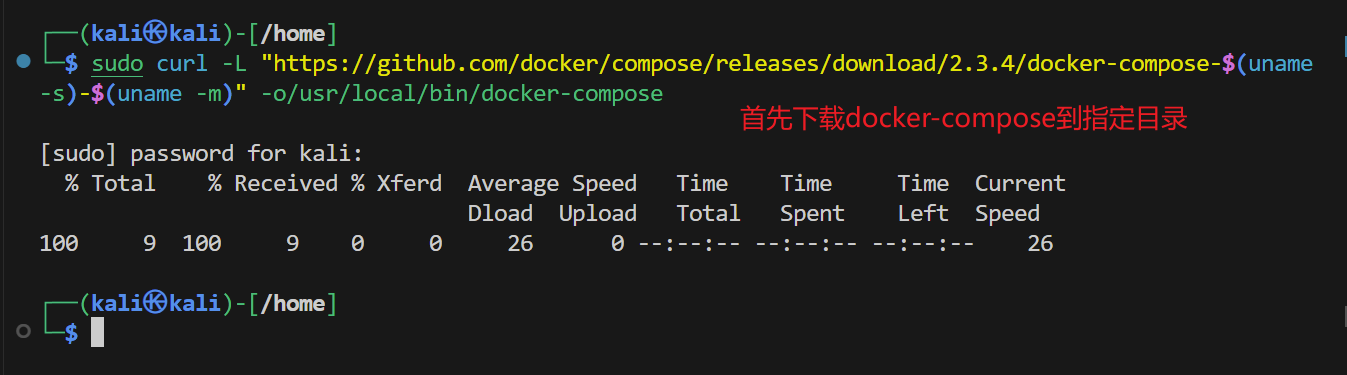 ┌──(kali㉿kali)-[/home]
└─$ sudo curl -L "https://github.com/docker/compose/releases/download/2.3.4/docker-compose-$(uname
-s)-$(uname -m)" -o/usr/local/bin/docker-compose
首先下载docker-compose到指定目录
[sudo] password for kali:
% Total % Received % Xferd Average Speed Time Time Time Current
Dload Upload Total Spent Left Speed
100 9 100 9 0 0 26 0 --:--:-- --:--:-- --:--:-- 26
┌──(kali㉿kali)-[/home]
└─$